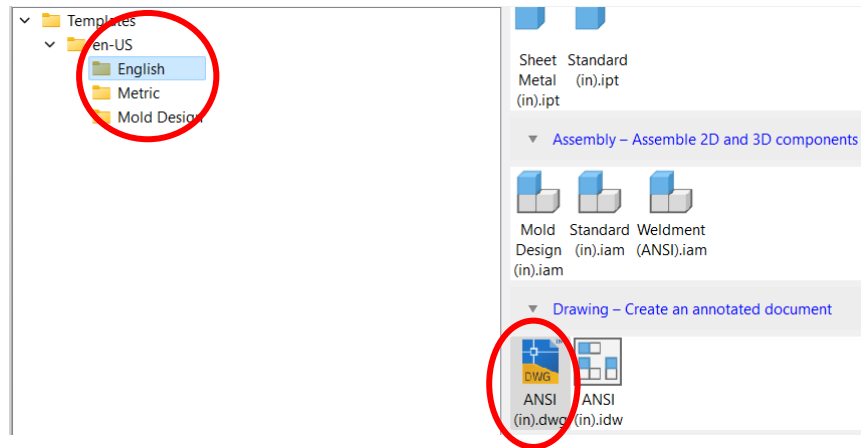 Templates
en-US
English
Metric
Mold Design
Sheet Standard
Metal (in).ipt
(in).ipt
Assembly – Assemble 2D and 3D components
Mold Standard Weldment
Design (in).iam (ANSI).iam
(in).iam
Drawing – Create an annotated document
DWG
ANSI ANSI
(in).dwg (in).idw